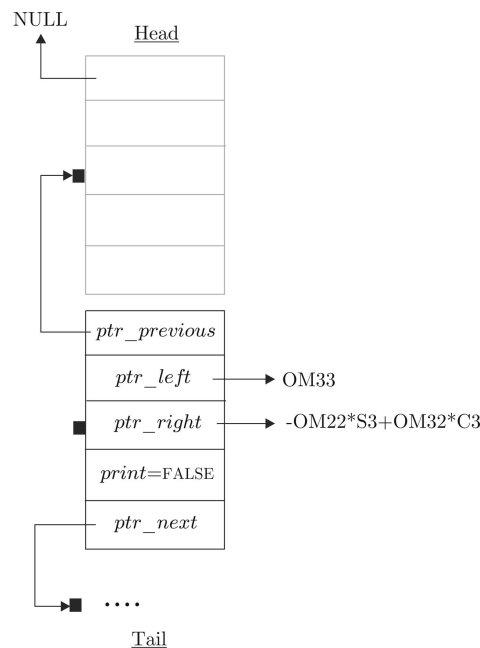 NULL
Head
ptr_previous
ptr_left
OM33
ptr_right
-OM22*S3+OM32*C3
print=FALSE
ptr_next
....
Tail